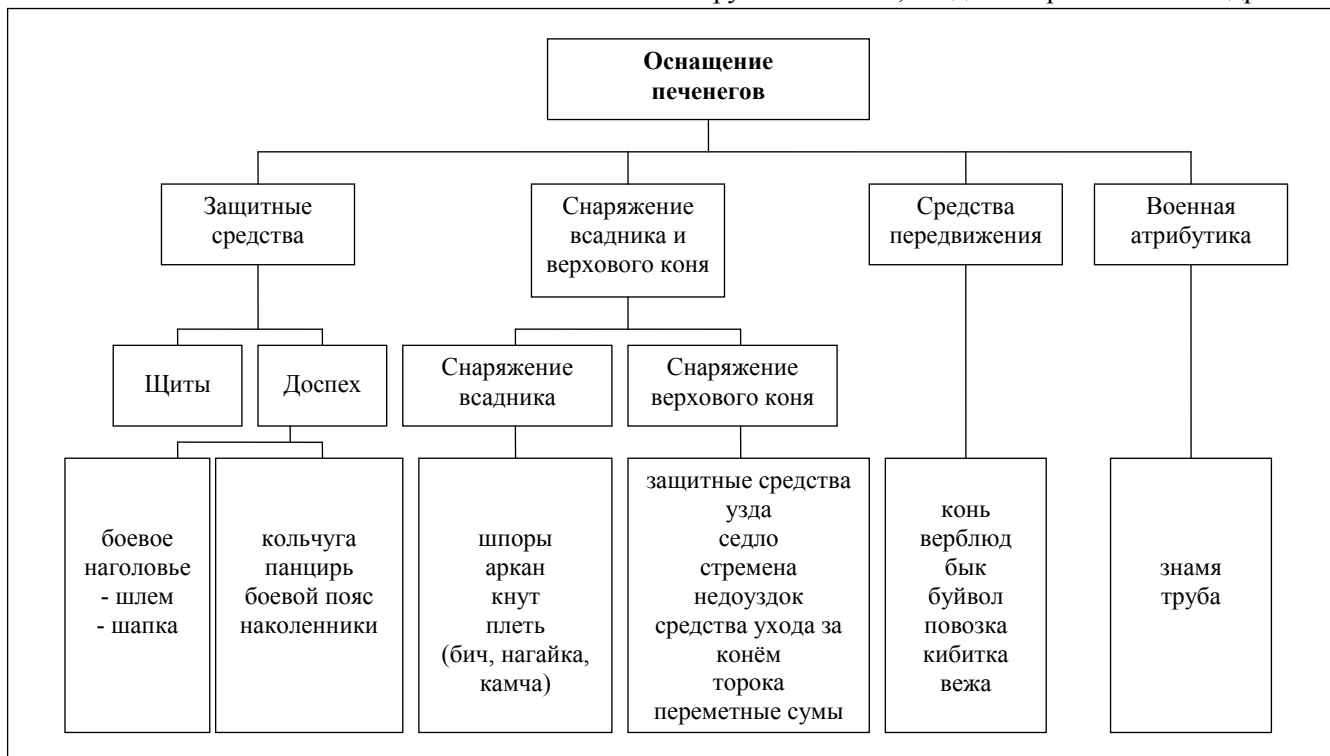 Оснащение
печенегов
Защитные
средства
Снаряжение
всадника и
верхового коня
Средства
передвижения
Военная
атрибутика
Щиты
Доспех
Снаряжение
всадника
Снаряжение
верхового коня
боевое
наголовье
- шлем
- шапка
кольчуга
панцирь
боевой пояс
наколенники
шпоры
аркан
кнут
плеть
(бич, нагайка,
камча)
защитные средства
узда
седло
стремена
недоуздок
средства ухода за
конём
торока
переметные сумы
конь
верблюд
бык
буйвол
повозка
кибитка
вежа
знамя
труба